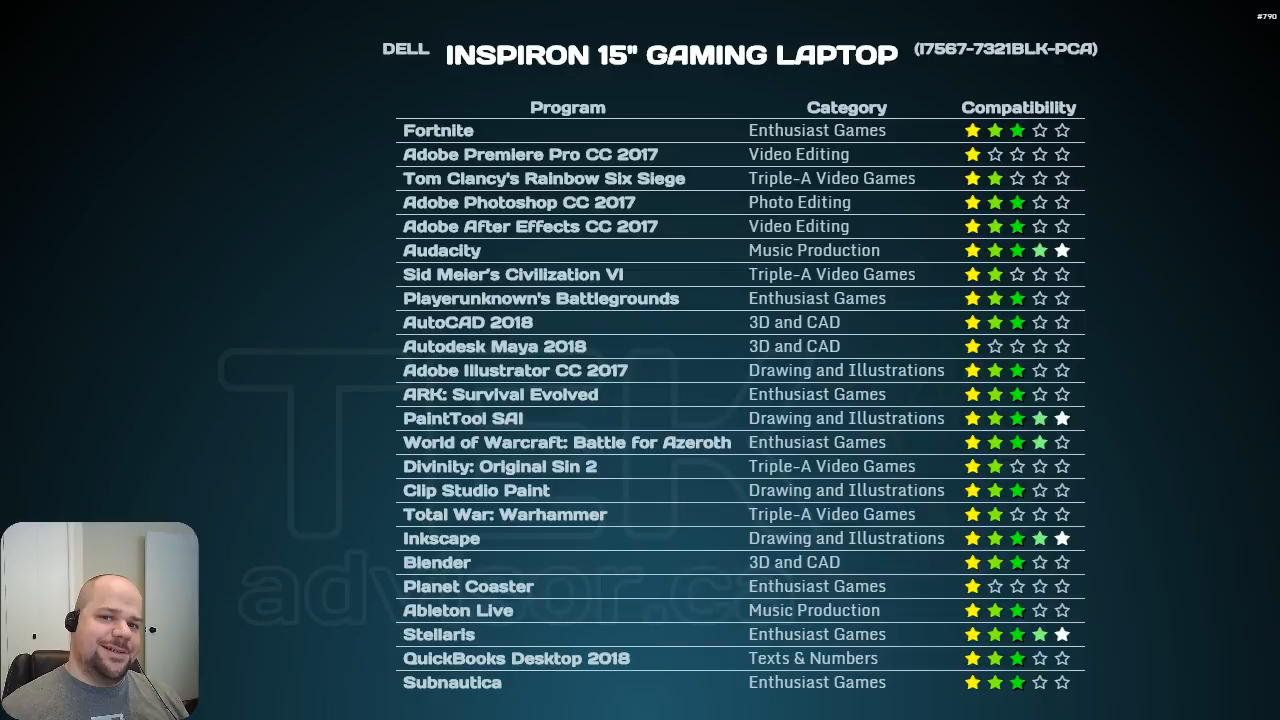 #790
DELL INSPIRON 15" GAMING LAPTOP (I7567-7321BLK-PCA)
Program Category Compatibility
Fortnite Enthusiast Games
Adobe Premiere Pro CC 2017 Video Editing
Tom Clancy's Rainbow Six Siege Triple-A Video Games
Adobe Photoshop CC 2017 Photo Editing
Adobe After Effects CC 2017 Video Editing
Audacity Music Production
Sid Meier's Civilization VI Triple-A Video Games
Playerunknown's Battlegrounds Enthusiast Games
AutoCAD 2018 3D and CAD
Autodesk Maya 2018 3D and CAD
Adobe Illustrator CC 2017 Drawing and Illustrations
ARK: Survival Evolved Enthusiast Games
PaintTool SAI Drawing and Illustrations
World of Warcraft: Battle for Azeroth Enthusiast Games
Divinity: Original Sin 2 Triple-A Video Games
Clip Studio Paint Drawing and Illustrations
Total War: Warhammer Triple-A Video Games
Inkscape Drawing and Illustrations
Blender 3D and CAD
Planet Coaster Enthusiast Games
Ableton Live Music Production
Stellaris Enthusiast Games
QuickBooks Desktop 2018 Texts & Numbers
Subnautica Enthusiast Games
TEK
advisor.ca